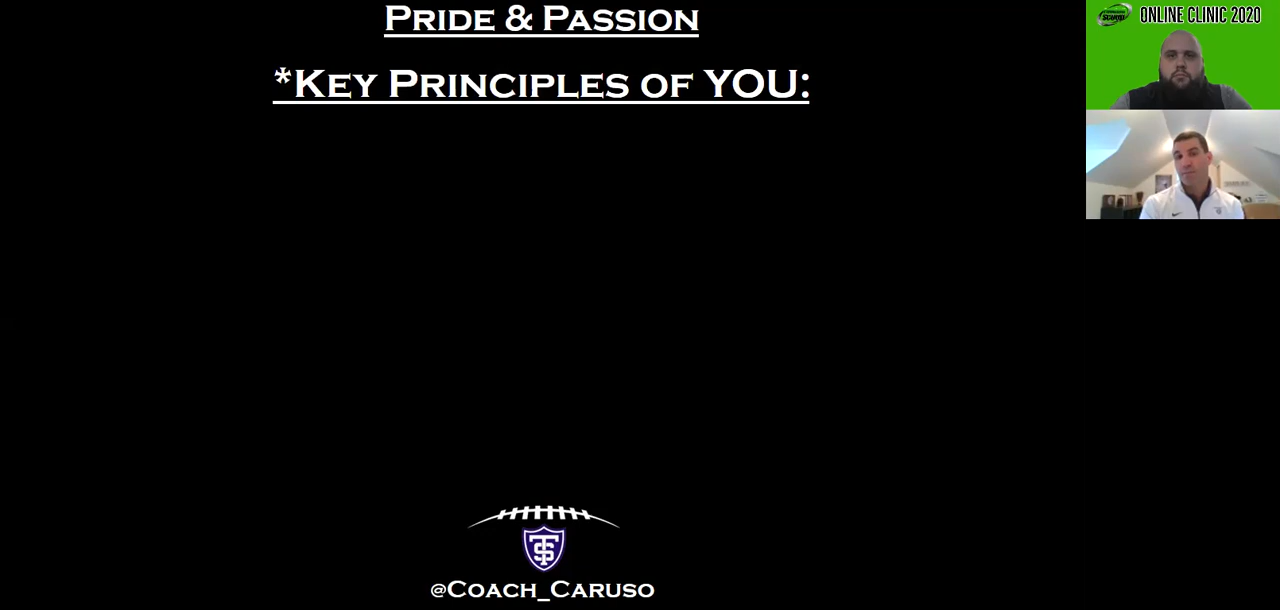 Pride & Passion
*Key Principles of YOU:
ONLINE CLINIC 2020
@Coach_Caruso